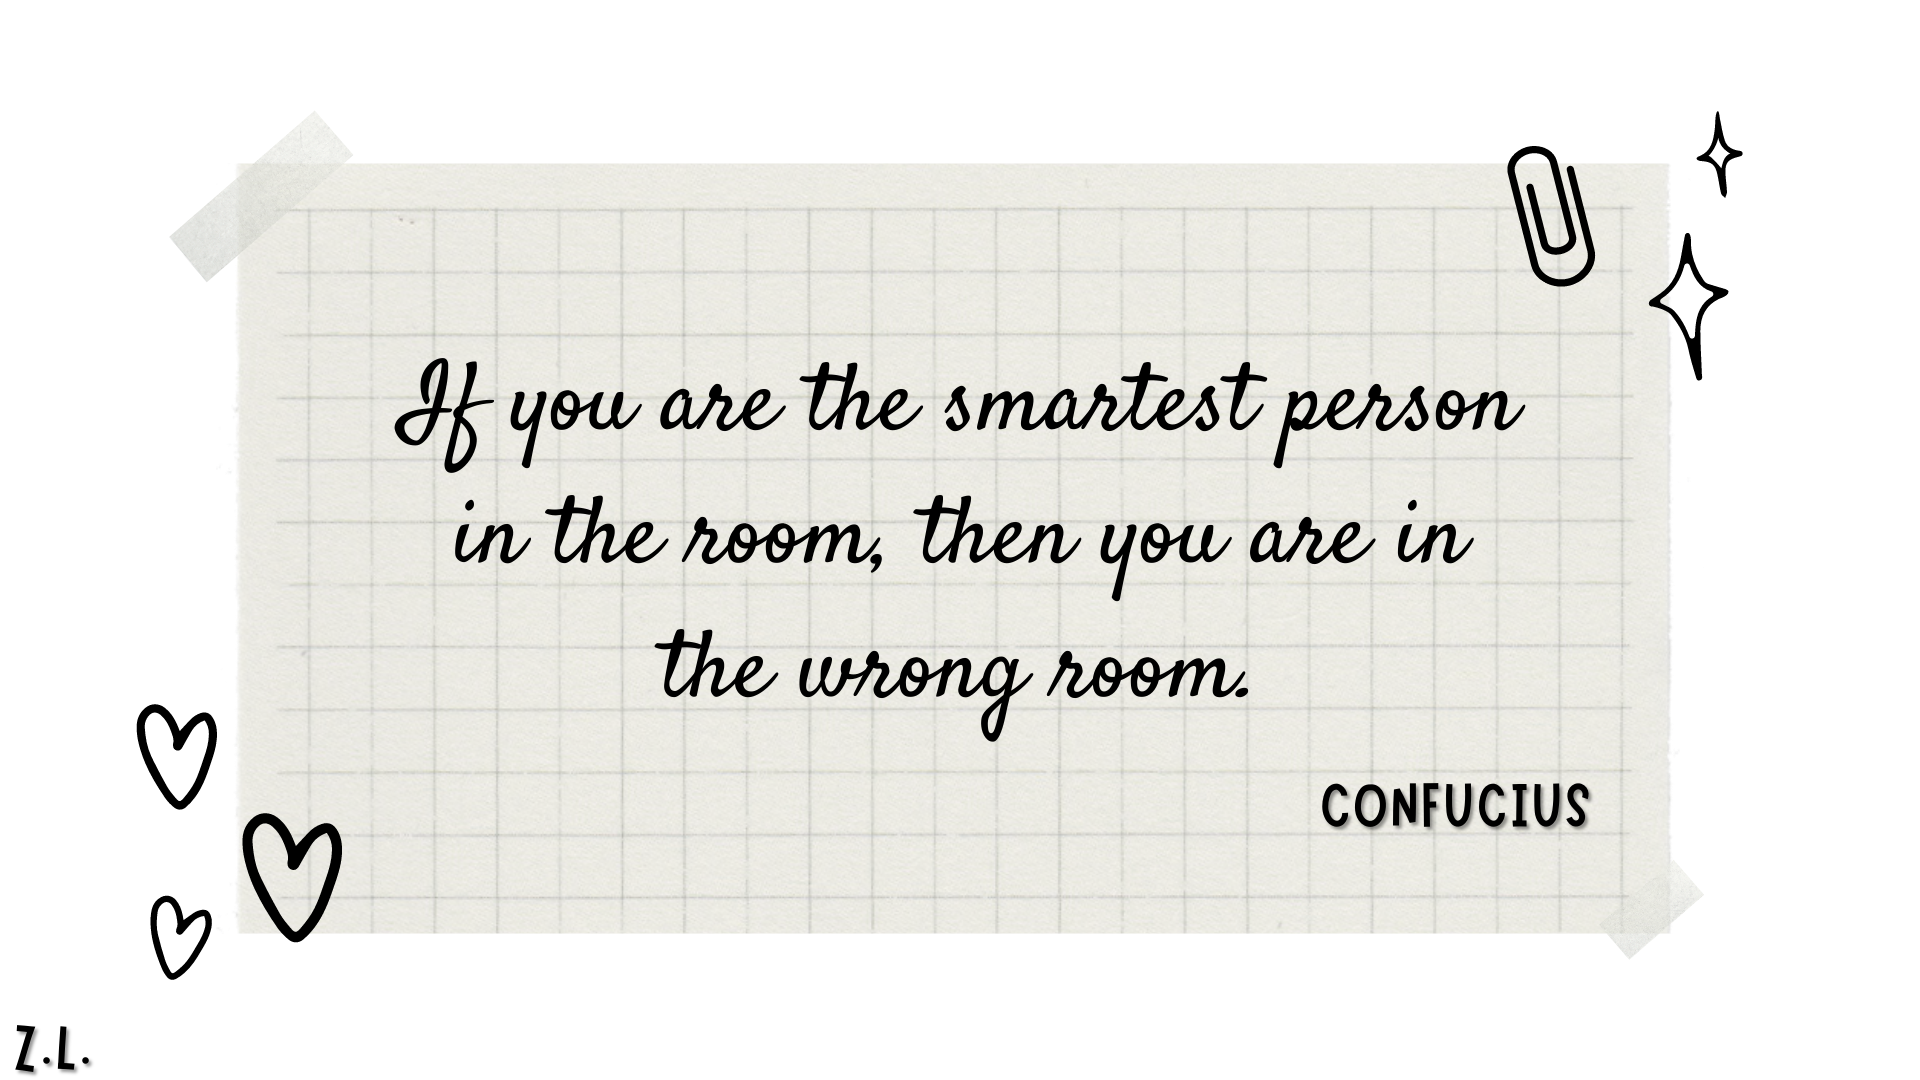 If you are the smartest person
in the room, then you are in
the wrong room.
CONFUCIUS
Z.L.